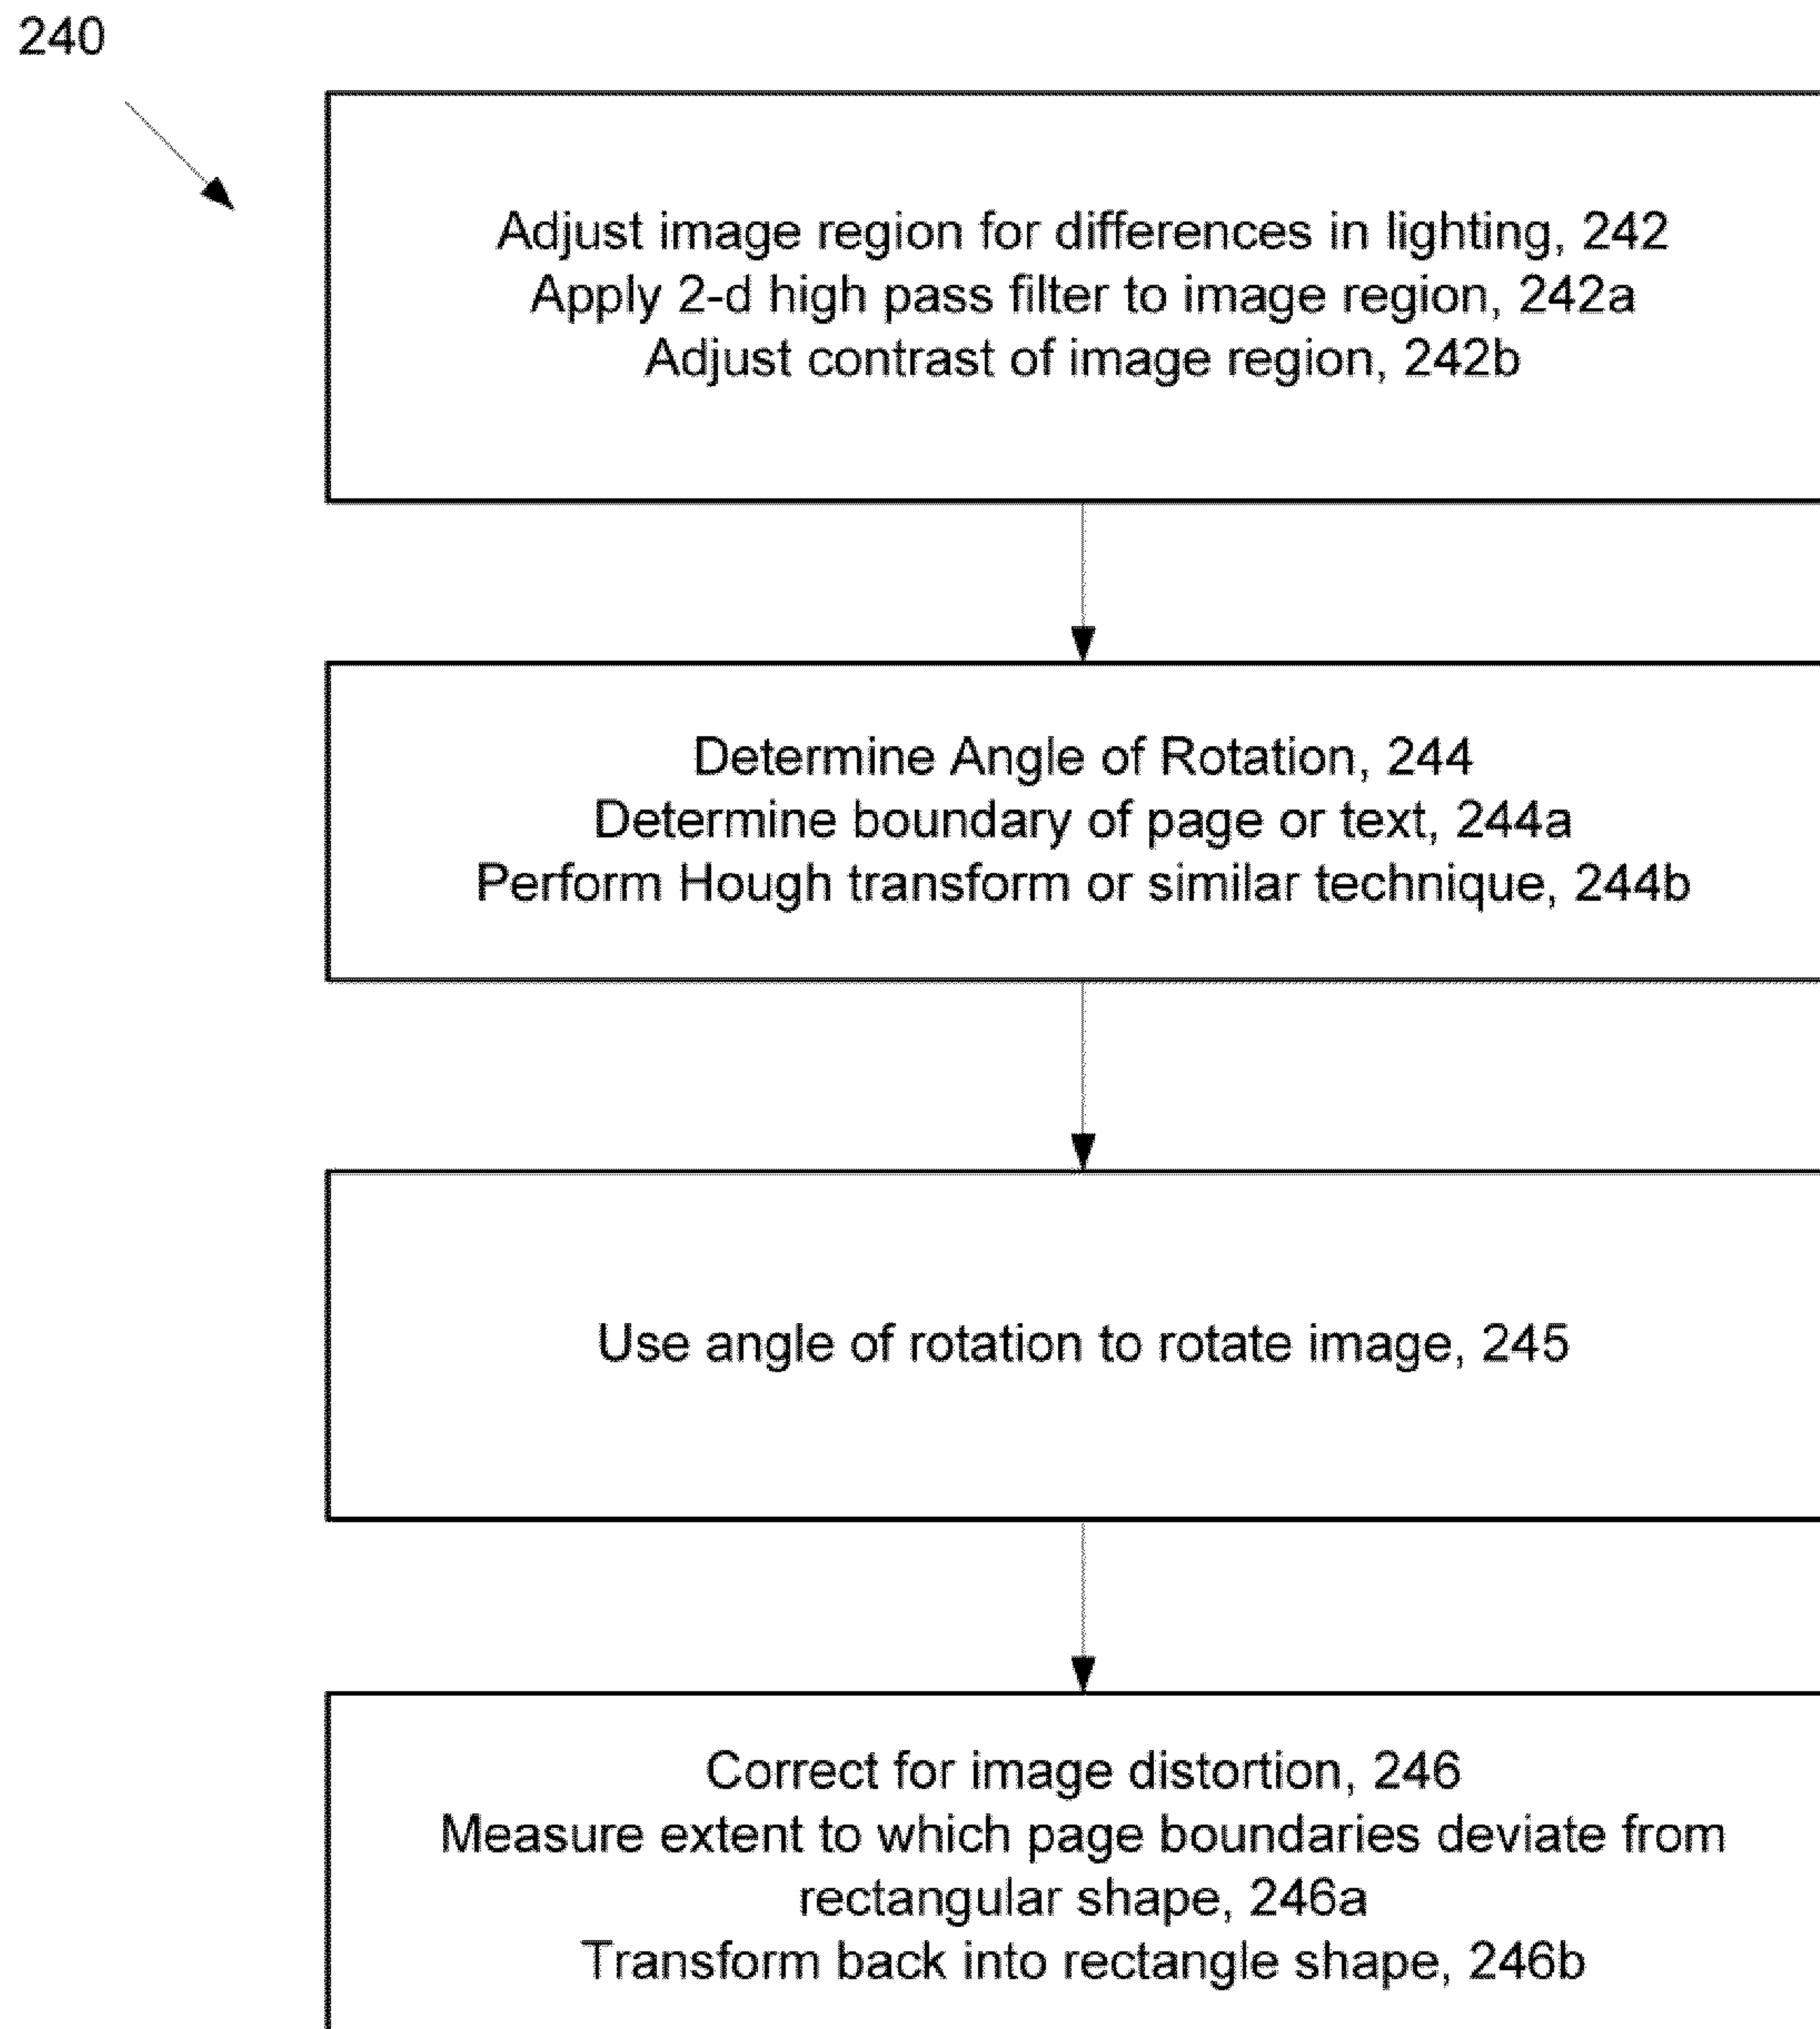 240
Adjust image region for differences in lighting, 242
Apply 2-d high pass filter to image region, 242a
Adjust contrast of image region, 242b
Determine Angle of Rotation, 244
Determine boundary of page or text, 244a
Perform Hough transform or similar technique, 244b
Use angle of rotation to rotate image, 245
Correct for image distortion, 246
Measure extent to which page boundaries deviate from
rectangular shape, 246a
Transform back into rectangle shape, 246b